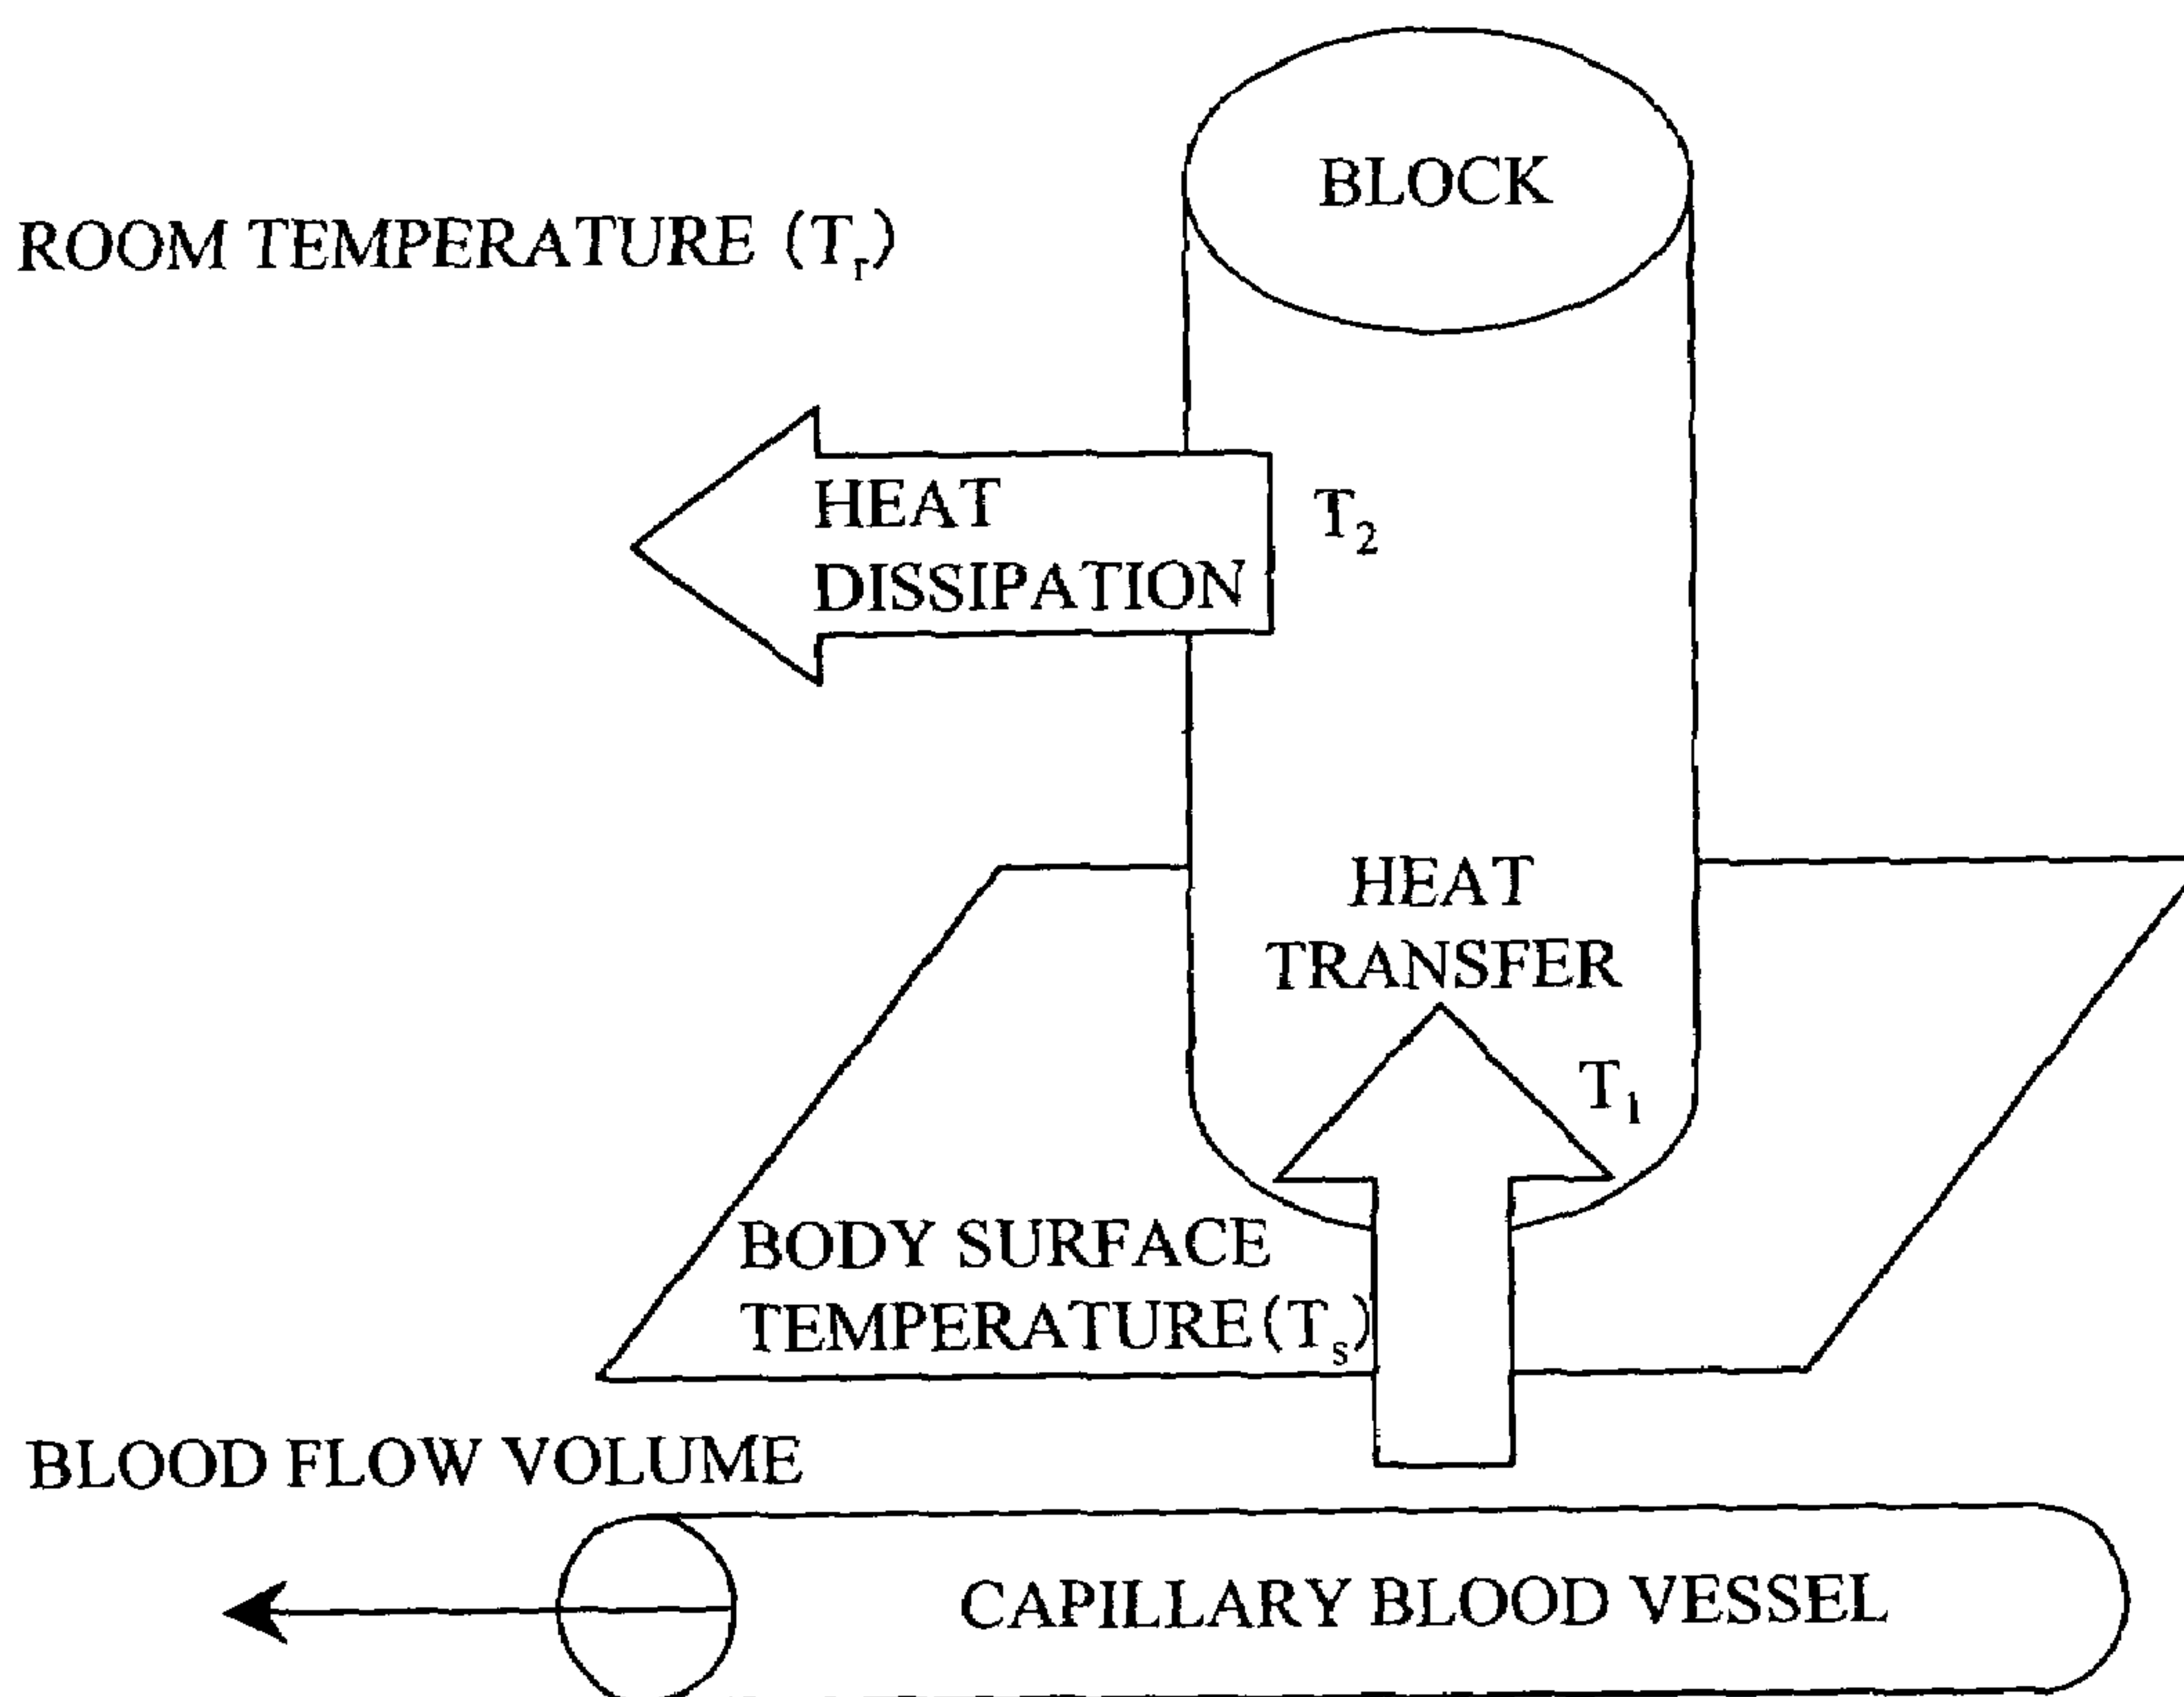 BLOCK
ROOM TEMPERATURE (Tr)
HEAT
DISSIPATION
T2
HEAT
TRANSFER
T1
BODY SURFACE
TEMPERATURE(Ts)
BLOOD FLOW VOLUME
CAPILLARY BLOOD VESSEL